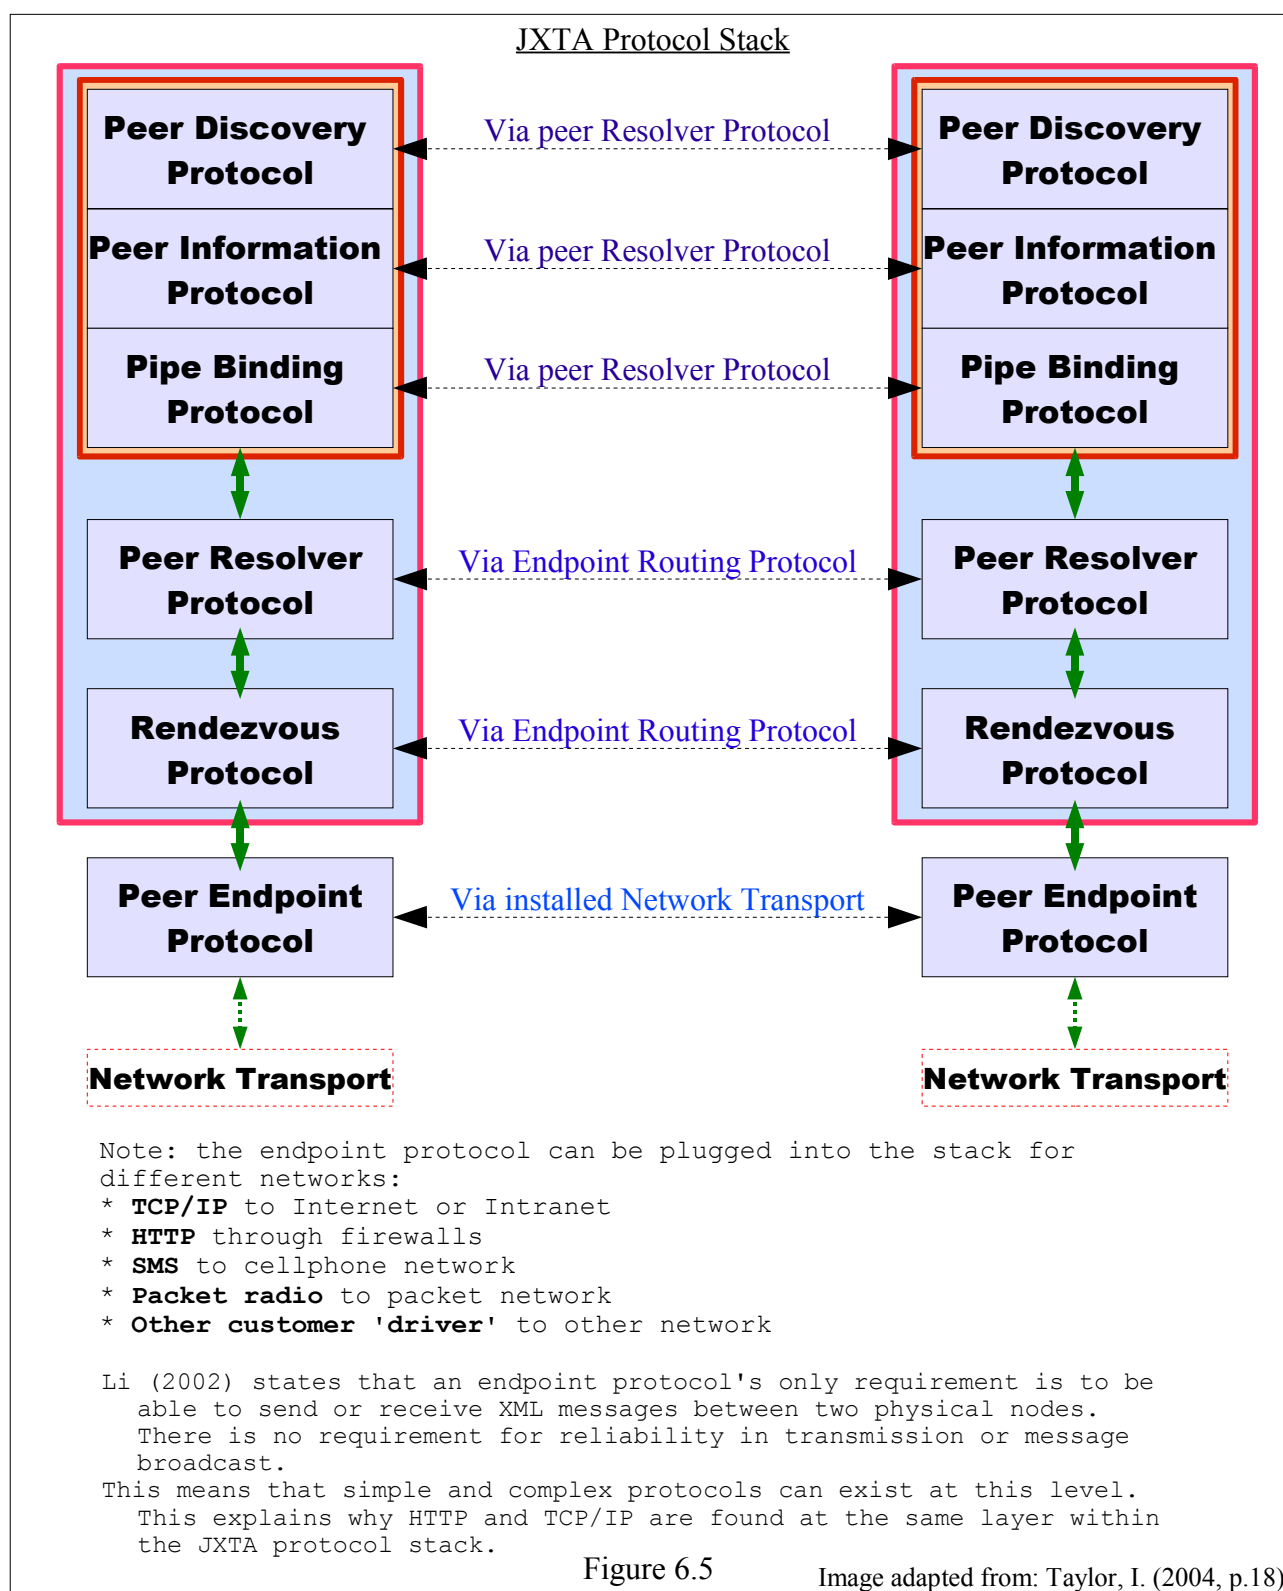 JXTA Protocol Stack
Peer Discovery
Protocol
Via peer Resolver Protocol
Peer Discovery
Protocol
Peer Information
Protocol
Via peer Resolver Protocol
Peer Information
Protocol
Pipe Binding
Protocol
Via peer Resolver Protocol
Pipe Binding
Protocol
Peer Resolver
Protocol
Via Endpoint Routing Protocol
Peer Resolver
Protocol
Rendezvous
Protocol
Via Endpoint Routing Protocol
Rendezvous
Protocol
Peer Endpoint
Protocol
Via installed Network Transport
Peer Endpoint
Protocol
Network Transport
Network Transport
Note: the endpoint protocol can be plugged into the stack for
different networks:
* TCP/IP to Internet or Intranet
* HTTP through firewalls
* SMS to cellphone network
* Packet radio to packet network
* Other customer 'driver' to other network
Li (2002) states that an endpoint protocol's only requirement is to be
able to send or receive XML messages between two physical nodes.
There is no requirement for reliability in transmission or message
broadcast.
This means that simple and complex protocols can exist at this level.
This explains why HTTP and TCP/IP are found at the same layer within
the JXTA protocol stack.
Figure 6.5
Image adapted from: Taylor, I. (2004, p.18)